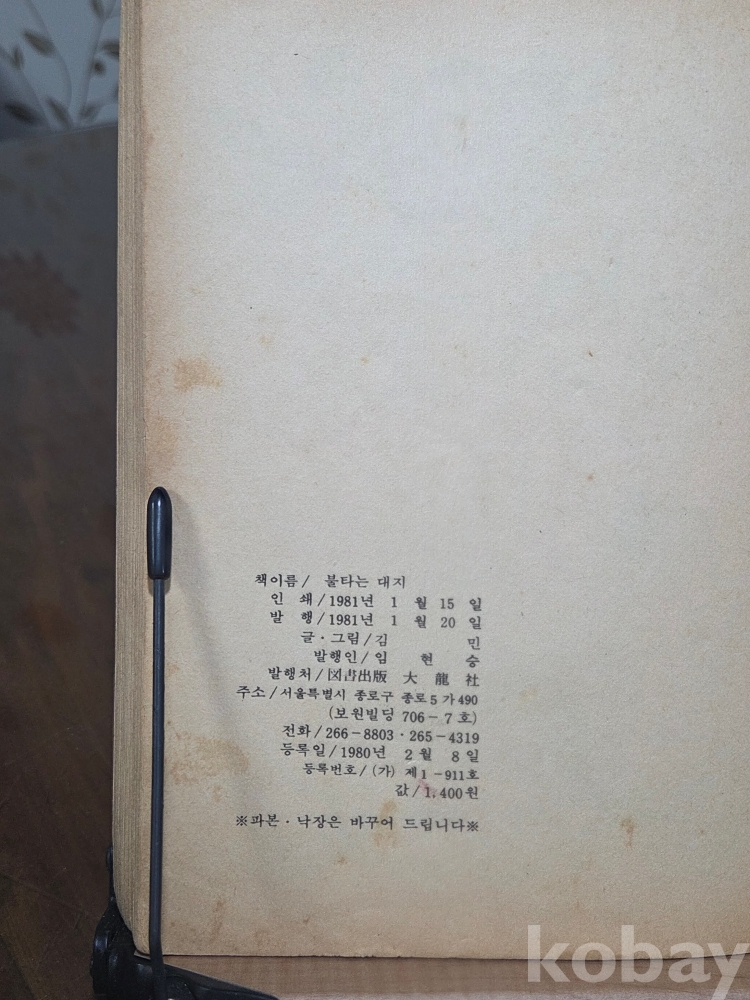 책이름/ 불타는 대지
인 쇄/1981년 1 월 15 일
발 행/1981년 1 월 20 일
글·그림/김 민
발행인/임 현 승
발행처/図書出版 大 龍 社
주소/서울특별시 종로구 종로5 가490
(보원빌딩 706-7 호)
전화/266-8803·265-4319
등록일/1980년 2 월 8 일
등록번호/(가) 제1-911호
값/1,400원
※파본·낙장은 바꾸어 드립니다※
kobay